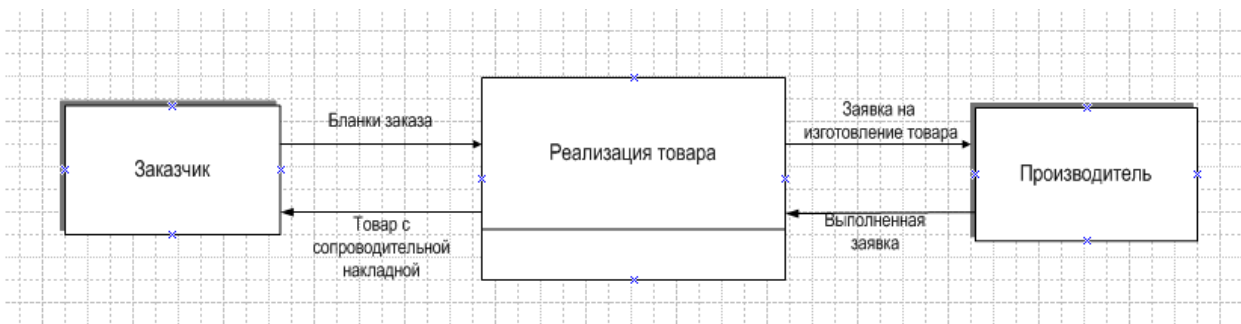 Заказчик
Бланки заказа
Товар с
сопроводительной
накладной
Реализация товара
Заявка на
изготовление товара
Выполненная
заявка
Производитель